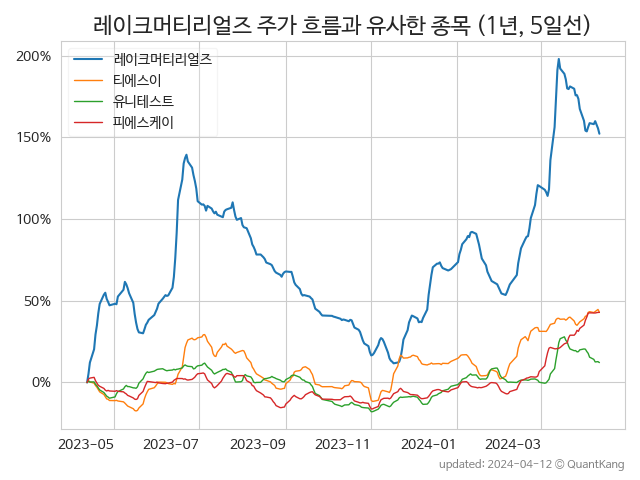 레이크머티리얼즈 주가 흐름과 유사한 종목 (1년, 5일선)
레이크머티리얼즈
티에스이
유니테스트
피에스케이
200%
150%
100%
50%
0%
2023-05 2023-07 2023-09 2023-11 2024-01 2024-03
updated: 2024-04-12 © QuantKang